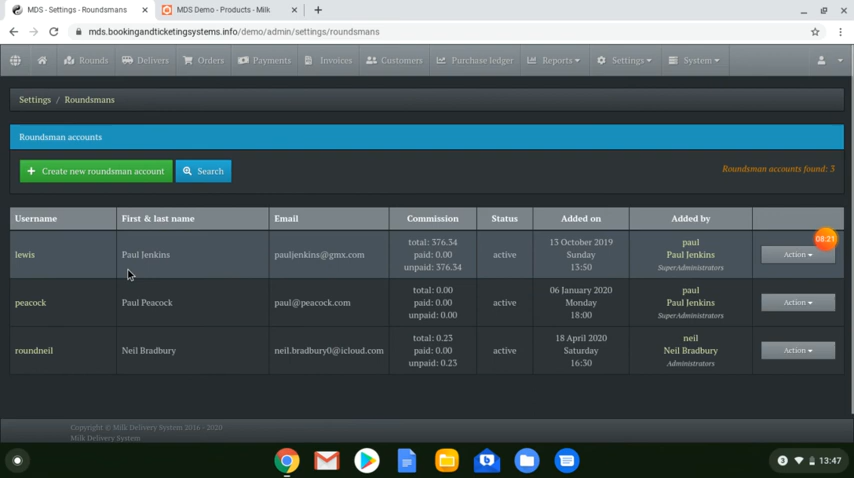 MDS - Settings - Roundsmans
MDS Demo - Products - Milk
mds.bookingandticketingsystems.info/demo/admin/settings/roundsmans
Rounds Delivers Orders Payments Invoices Customers Purchase ledger Reports Settings System
Settings / Roundsmans
Roundsman accounts
+ Create new roundsman account Search
Roundsman accounts found: 3
Username First & last name Email Commission Status Added on Added by
lewis Paul Jenkins pauljenkins@gmx.com
total: 376.34
paid: 0.00
unpaid: 376.34
active
13 October 2019
Sunday
13:50
paul
Paul Jenkins
SuperAdministrators
Action
08:21
peacock Paul Peacock paul@peacock.com
total: 0.00
paid: 0.00
unpaid: 0.00
active
06 January 2020
Monday
18:00
paul
Paul Jenkins
SuperAdministrators
Action
roundneil Neil Bradbury neil.bradbury0@icloud.com
total: 0.23
paid: 0.00
unpaid: 0.23
active
18 April 2020
Saturday
16:30
neil
Neil Bradbury
Administrators
Action
Copyright © Milk Delivery System 2016 - 2020
Milk Delivery System
3 13:47